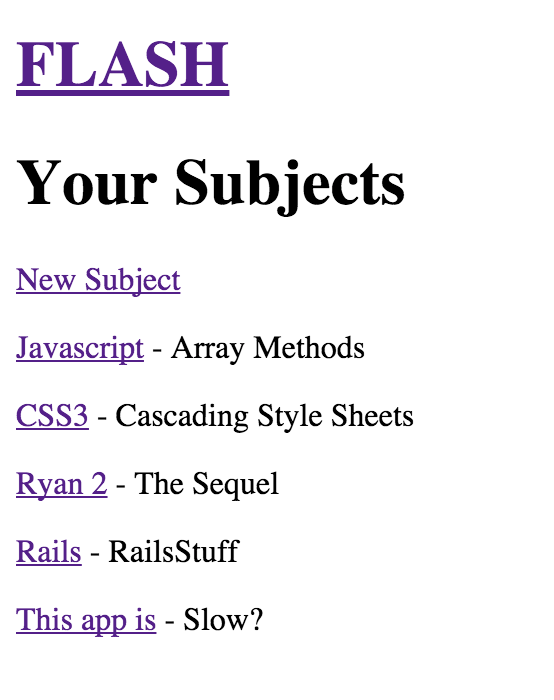 FLASH
Your Subjects
New Subject
Javascript - Array Methods
CSS3 - Cascading Style Sheets
Ryan 2 - The Sequel
Rails - RailsStuff
This app is - Slow?